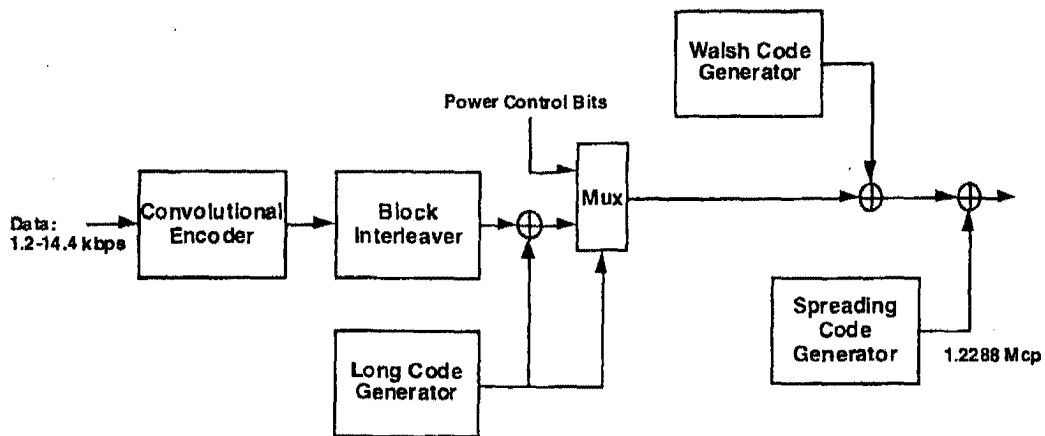 Walsh Code
Generator
Power Control Bits
Mux
Data:
1.2-14.4 kbps
Convolutional
Encoder
Block
Interleaver
Long Code
Generator
Spreading
Code
Generator
1.2288 Mcp